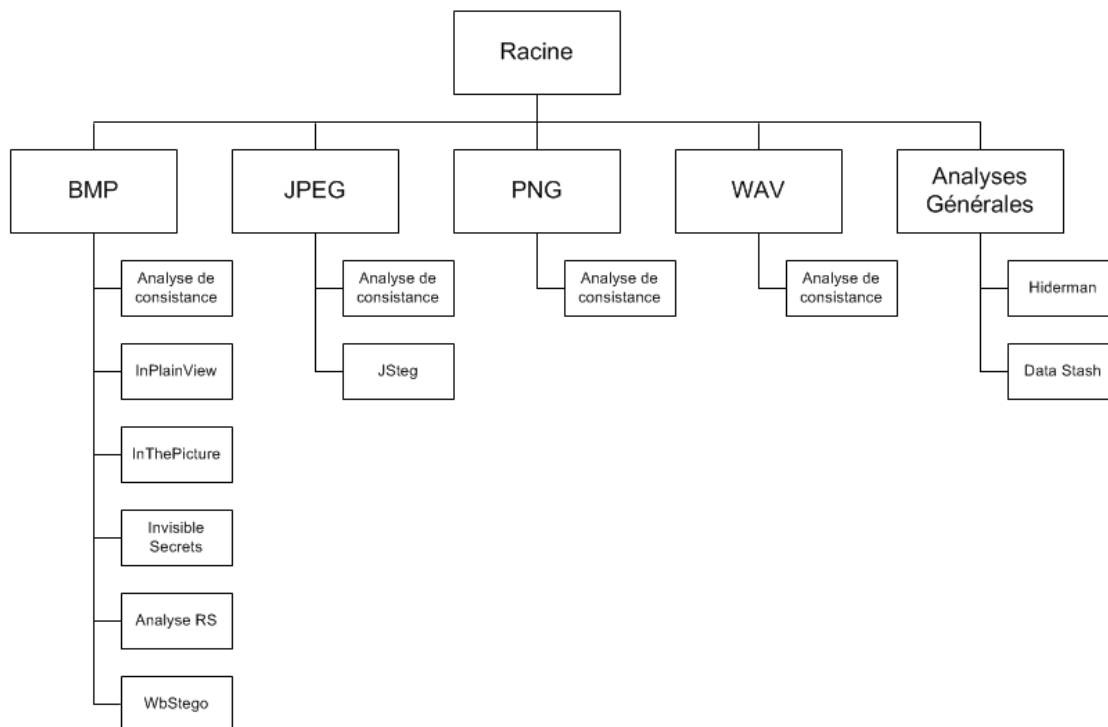 Racine
BMP
JPEG
PNG
WAV
Analyses
Générales
Analyse de
consistance
InPlainView
InThePicture
Invisible
Secrets
Analyse RS
WbStego
Analyse de
consistance
JSteg
Analyse de
consistance
Analyse de
consistance
Hiderman
Data Stash